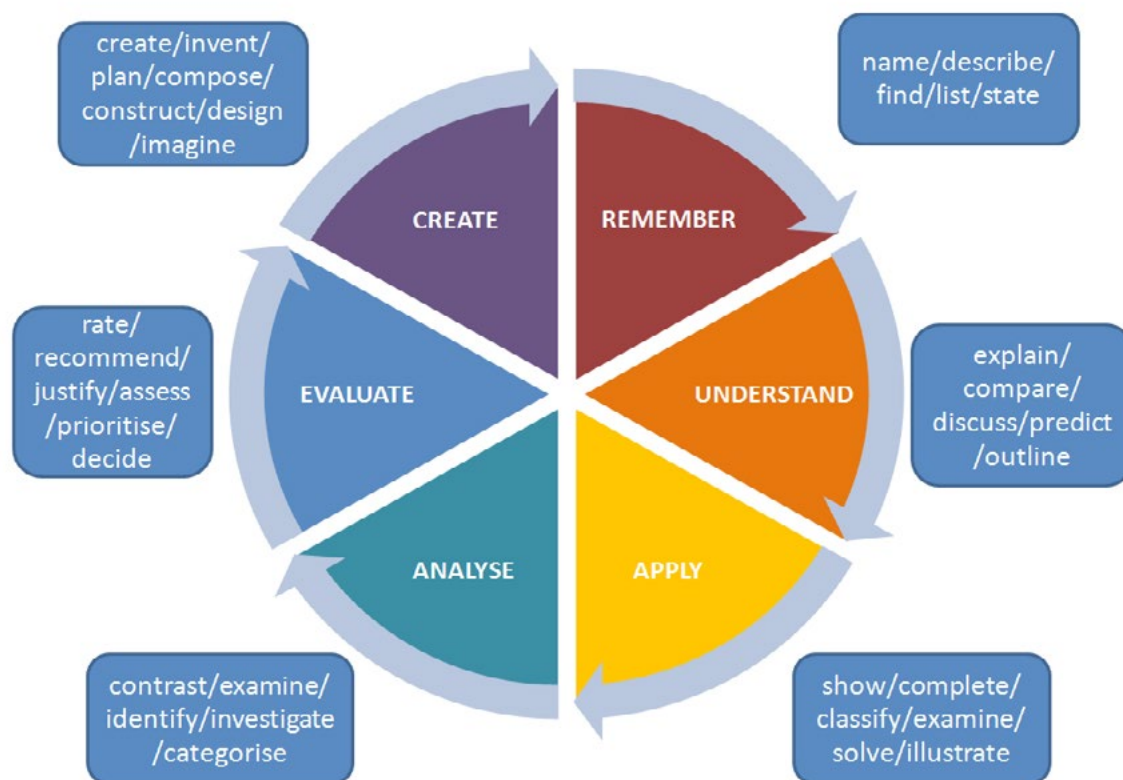 create/invent/
plan/compose/
construct/design
/imagine
name/describe/
find/list/state
CREATE
REMEMBER
rate/
recommend/
justify/assess
/prioritise/
decide
EVALUATE
UNDERSTAND
explain/
compare/
discuss/predict
/outline
ANALYSE
APPLY
contrast/examine/
identify/investigate
/categorise
show/complete/
classify/examine/
solve/illustrate